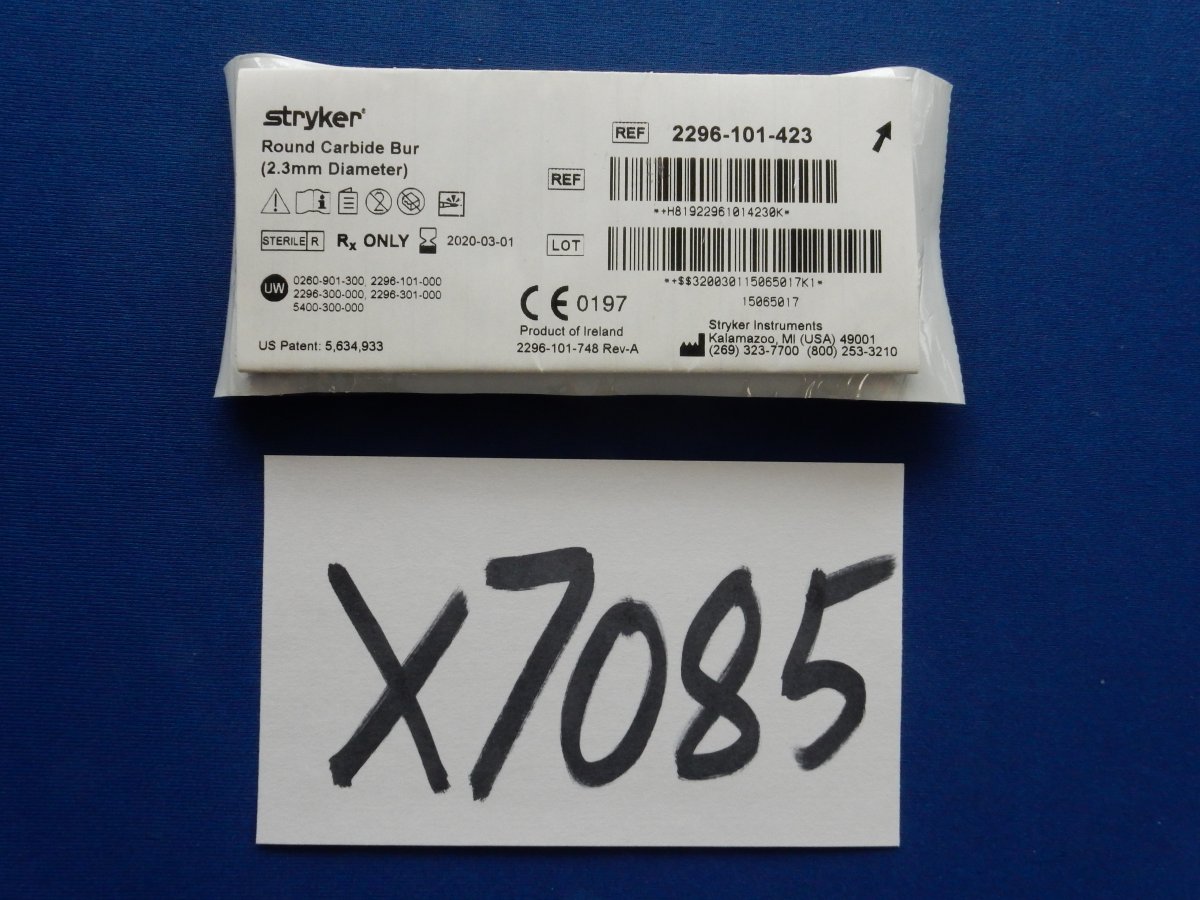 stryker
Round Carbide Bur
(2.3mm Diameter)
STERILE R
Rx ONLY
2020-03-01
UW
0260-901-300, 2296-101-000
2296-300-000, 2296-301-000
5400-300-000
US Patent: 5,634,933
REF 2296-101-423
REF
*+H81922961014230K*
LOT
*+$$320030115065017K1*
15065017
CE 0197
Product of Ireland
2296-101-748 Rev-A
Stryker Instruments
Kalamazoo, MI (USA) 49001
(269) 323-7700 (800) 253-3210
X7085